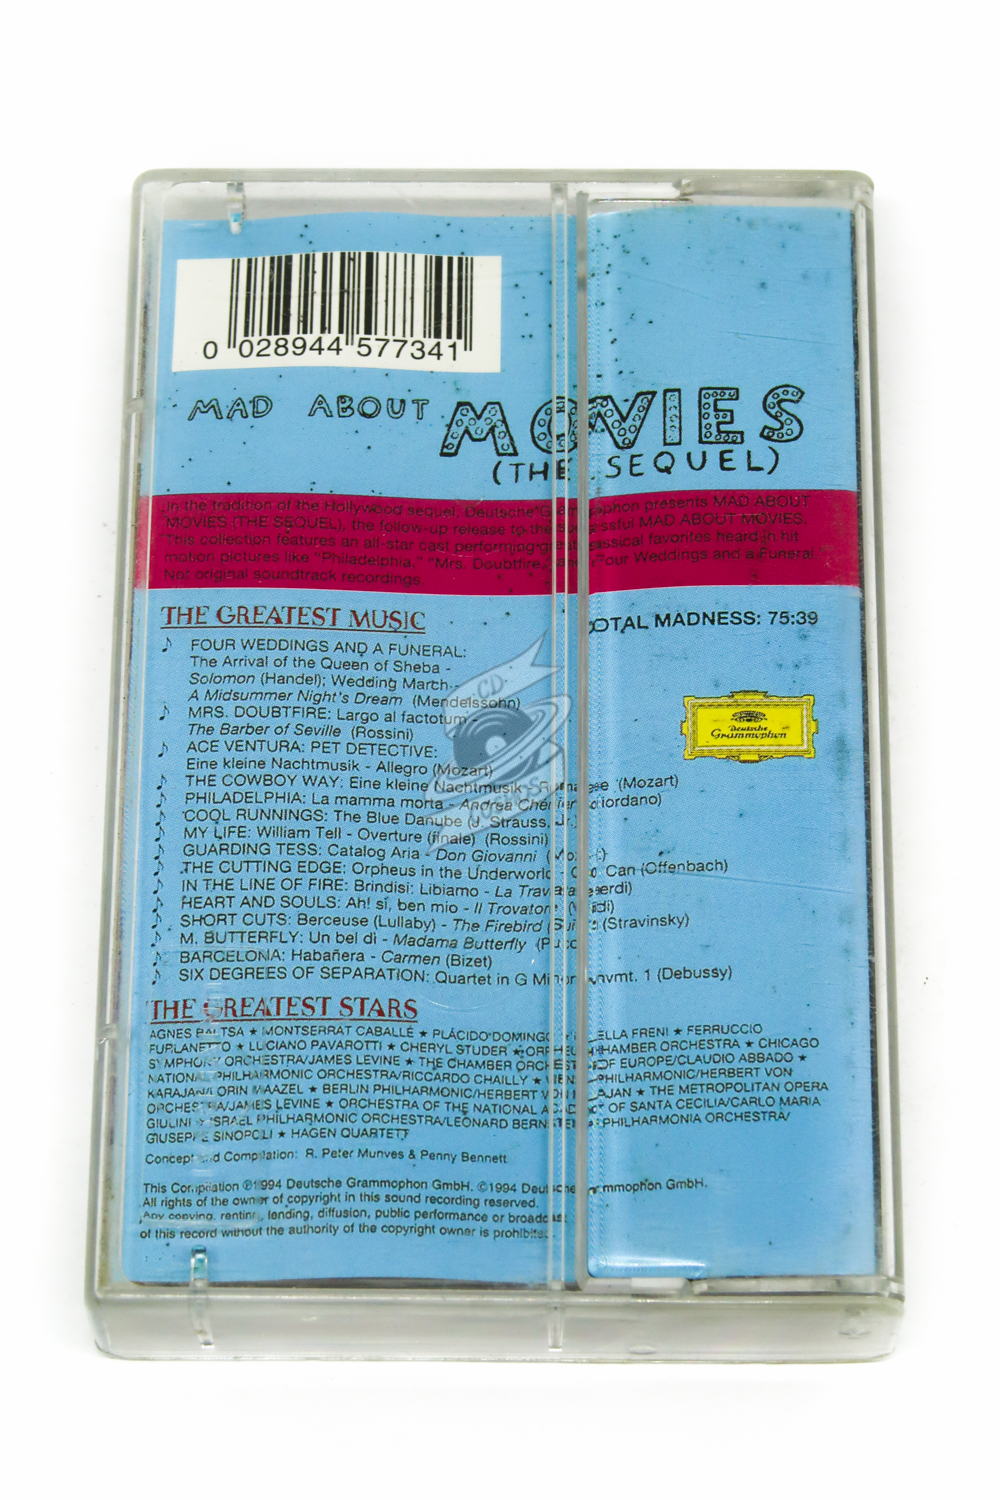 0 028944 577341
MAD ABOUT MOVIES
(THE SEQUEL)
In the tradition of the Hollywood sequel, Deutsche Grammophon presents MAD ABOUT
MOVIES (THE SEQUEL), the follow-up release to the successful MAD ABOUT MOVIES.
This collection features an all-star cast performing great classical favorites heard in hit
motion pictures like "Philadelphia," "Mrs. Doubtfire," and "Four Weddings and a Funeral.
Not original soundtrack recordings.
THE GREATEST MUSIC
TOTAL MADNESS: 75:39
♪ FOUR WEDDINGS AND A FUNERAL:
The Arrival of the Queen of Sheba -
Solomon (Handel); Wedding March -
A Midsummer Night's Dream (Mendelssohn)
♪ MRS. DOUBTFIRE: Largo al factotum -
The Barber of Seville (Rossini)
♪ ACE VENTURA: PET DETECTIVE:
Eine kleine Nachtmusik - Allegro (Mozart)
♪ THE COWBOY WAY: Eine kleine Nachtmusik - Romanese (Mozart)
♪ PHILADELPHIA: La mamma morta - Andrea Chénier (Giordano)
♪ COOL RUNNINGS: The Blue Danube (J. Strauss, Jr.)
♪ MY LIFE: William Tell - Overture (finale) (Rossini)
♪ GUARDING TESS: Catalog Aria - Don Giovanni (Mozart)
♪ THE CUTTING EDGE: Orpheus in the Underworld - Can Can (Offenbach)
♪ IN THE LINE OF FIRE: Brindisi: Libiamo - La Traviata (Verdi)
♪ HEART AND SOULS: Ah! sì, ben mio - Il Trovatore (Verdi)
♪ SHORT CUTS: Berceuse (Lullaby) - The Firebird (Suite) (Stravinsky)
♪ M. BUTTERFLY: Un bel dì - Madama Butterfly
♪ BARCELONA: Habañera - Carmen (Bizet)
♪ SIX DEGREES OF SEPARATION: Quartet in G Minor, mvmt. 1 (Debussy)
Deutsche
Grammophon
CD
THE GREATEST STARS
AGNES BALTSA ★ MONTSERRAT CABALLÉ ★ PLÁCIDO DOMINGO ★ MIRELLA FRENI ★ FERRUCCIO
FURLANETTO ★ LUCIANO PAVAROTTI ★ CHERYL STUDER ★ ORPHEUS CHAMBER ORCHESTRA ★ CHICAGO
SYMPHONY ORCHESTRA/JAMES LEVINE ★ THE CHAMBER ORCHESTRA OF EUROPE/CLAUDIO ABBADO ★
NATIONAL PHILHARMONIC ORCHESTRA/RICCARDO CHAILLY ★ VIENNA PHILHARMONIC/HERBERT VON
KARAJAN/LORIN MAAZEL ★ BERLIN PHILHARMONIC/HERBERT VON KARAJAN ★ THE METROPOLITAN OPERA
ORCHESTRA/JAMES LEVINE ★ ORCHESTRA OF THE NATIONAL ACADEMY OF SANTA CECILIA/CARLO MARIA
GIULINI ★ ISRAEL PHILHARMONIC ORCHESTRA/LEONARD BERNSTEIN ★ PHILHARMONIA ORCHESTRA/
GIUSEPPE SINOPOLI ★ HAGEN QUARTETT
Concept and Compilation: R. Peter Munves & Penny Bennett
This Compilation ℗1994 Deutsche Grammophon GmbH. ©1994 Deutsche Grammophon GmbH.
All rights of the owner of copyright in this sound recording reserved.
Any copying, renting, lending, diffusion, public performance or broadcast
of this record without the authority of the copyright owner is prohibited.